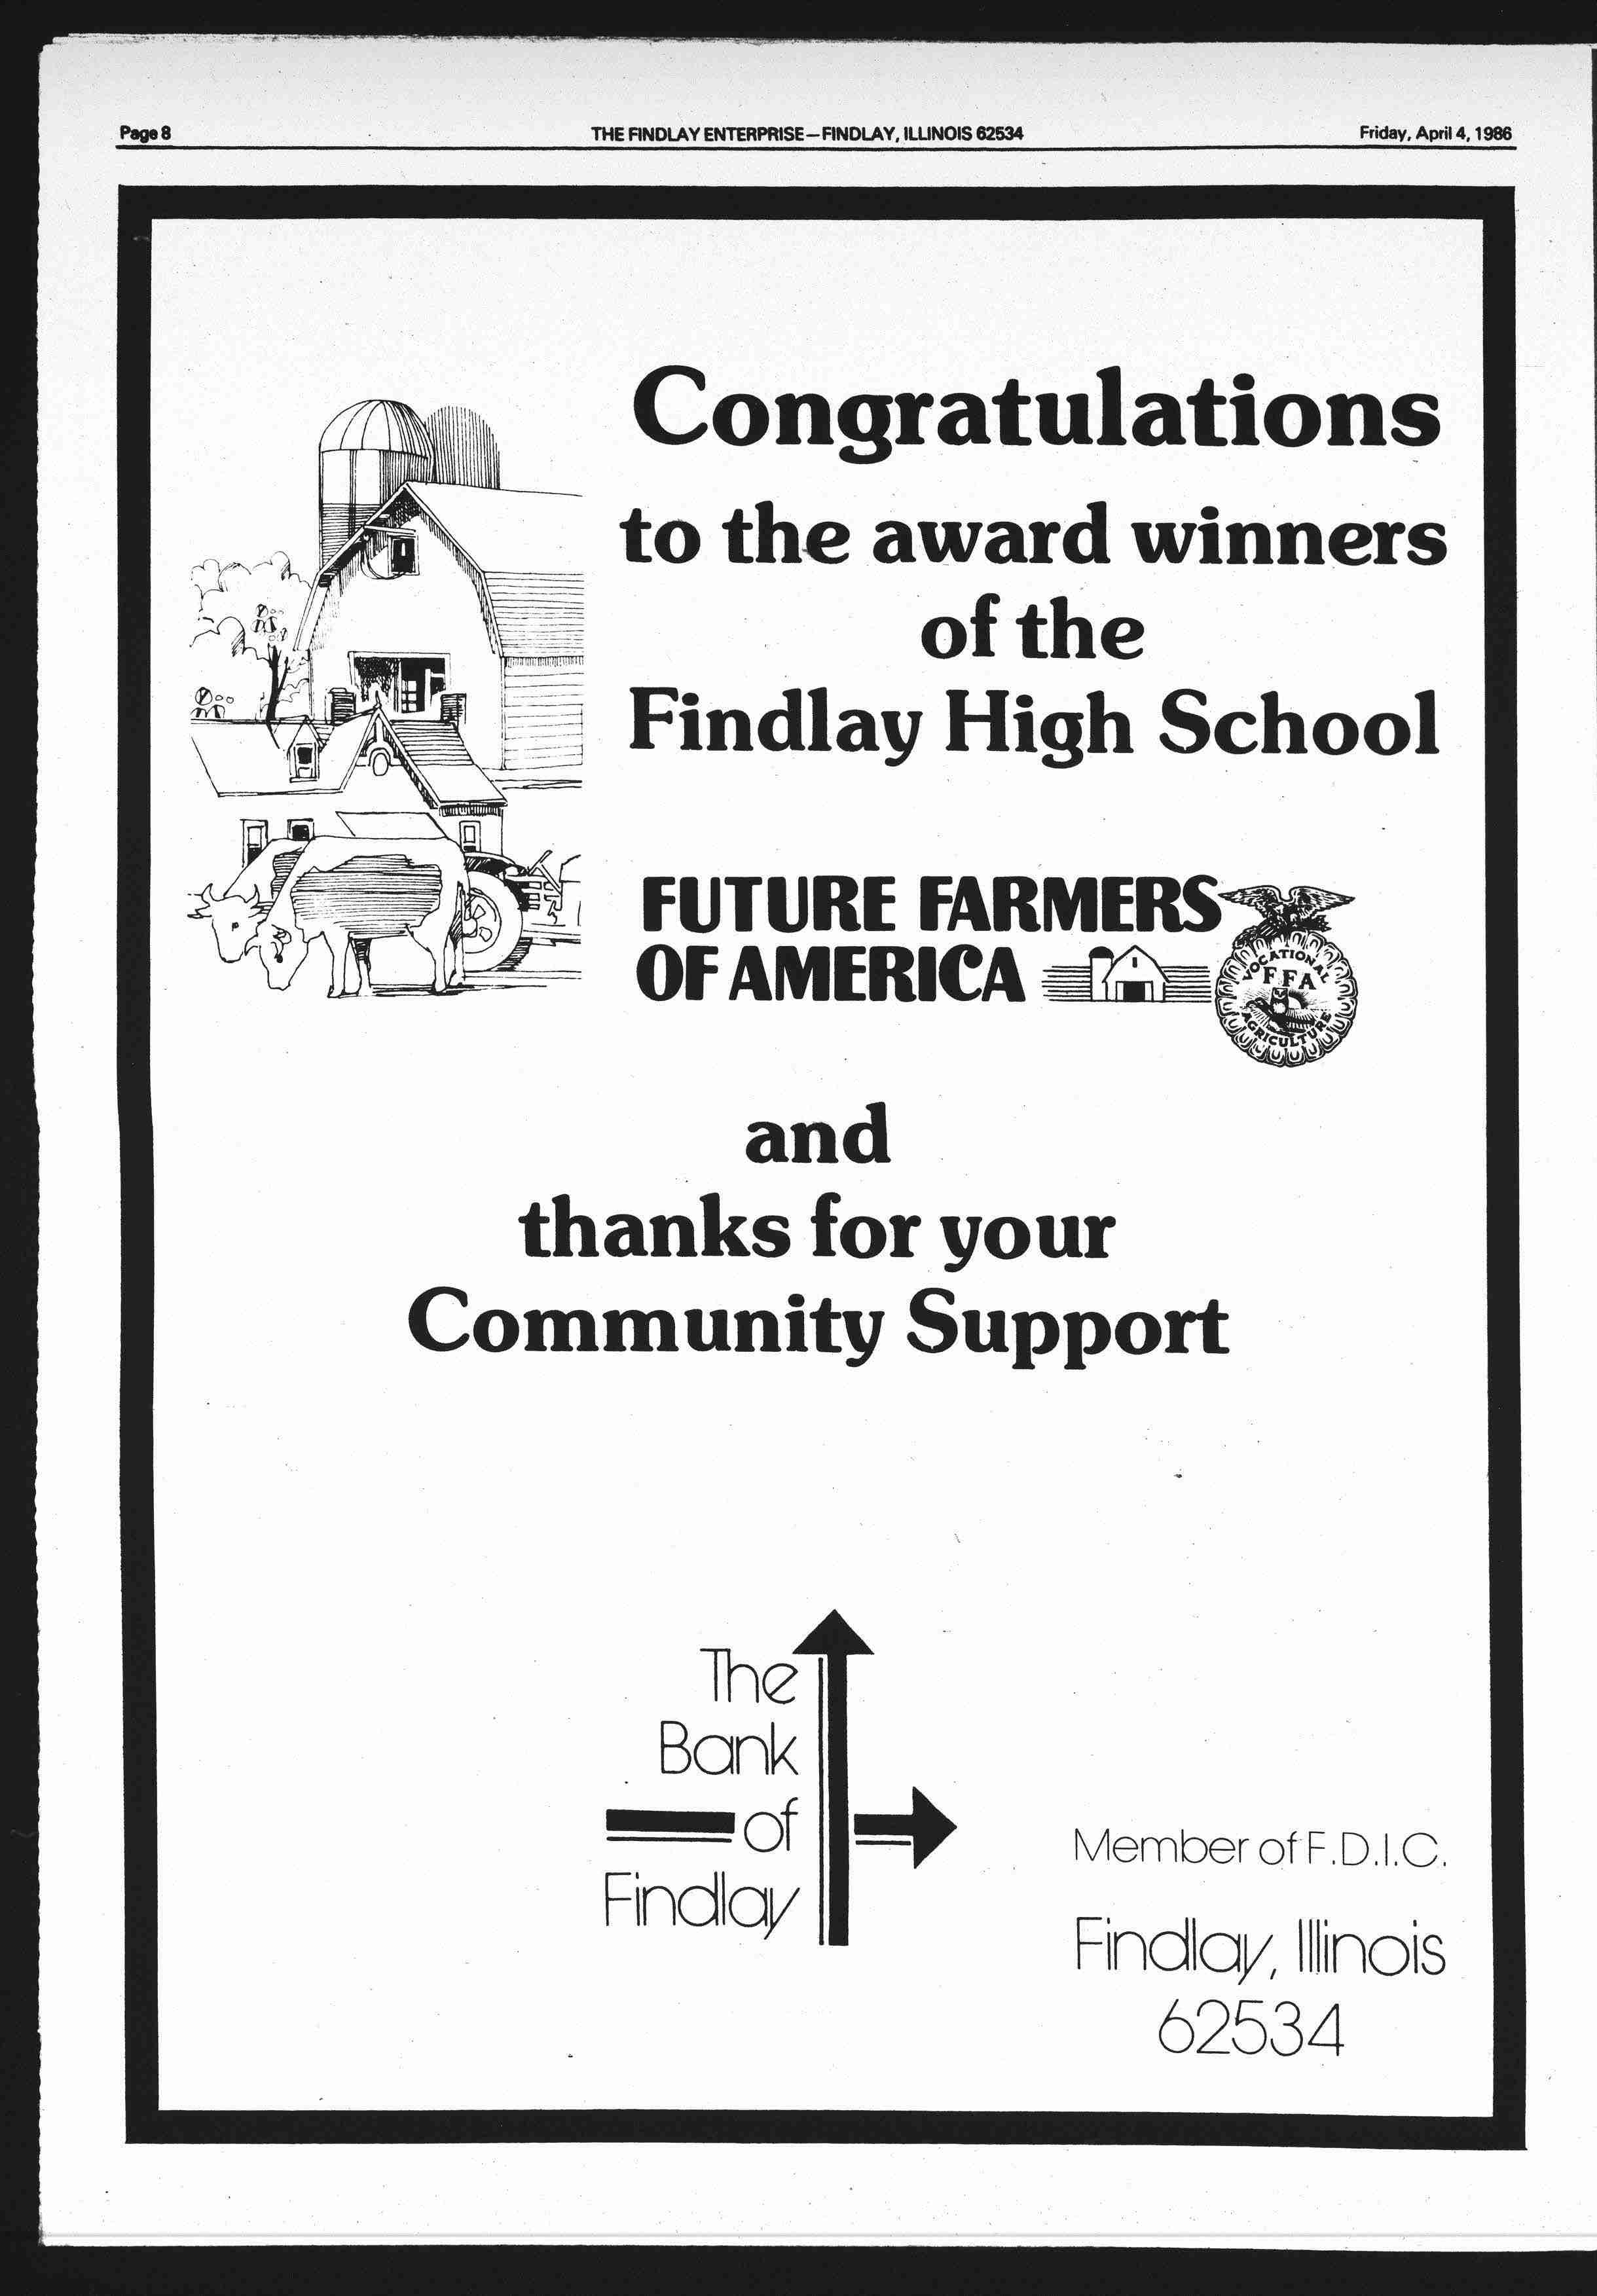 Page 8
THE FINDLAY ENTERPRISE—FINDLAY, ILLINOIS 62534
Friday, April 4, 1986
Congratulations
to the award winners
of the
Findlay High School
FUTURE FARMERS
OF AMERICA
VOCATIONAL
FFA
AGRICULTURE
and
thanks for your
Community Support
The
Bank
of
Findlay
Member of F.D.I.C.
Findlay, Illinois
62534